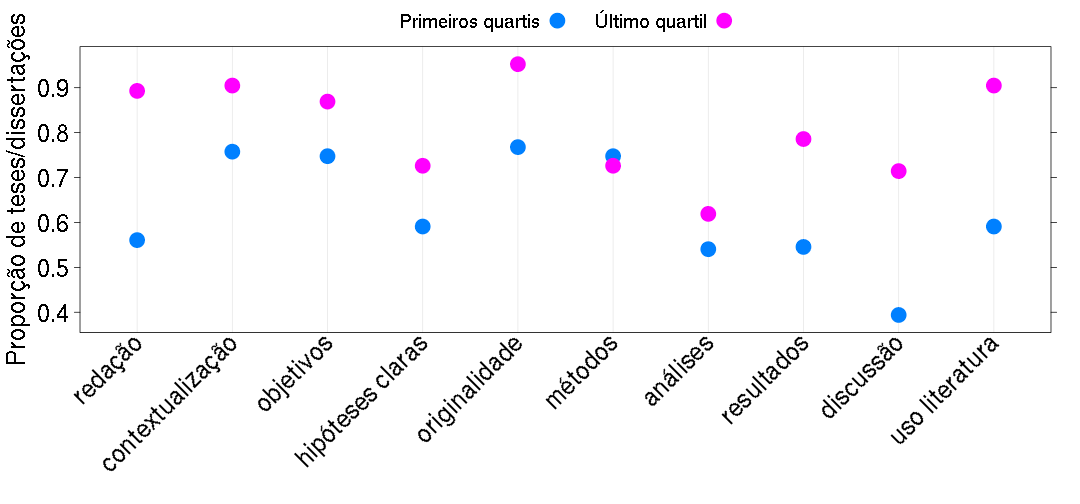 Primeiros quartis
Último quartil
Proporção de teses/dissertações
0.9
0.8
0.7
0.6
0.5
0.4
redação
contextualização
objetivos
hipóteses claras
originalidade
métodos
análises
resultados
discussão
uso literatura